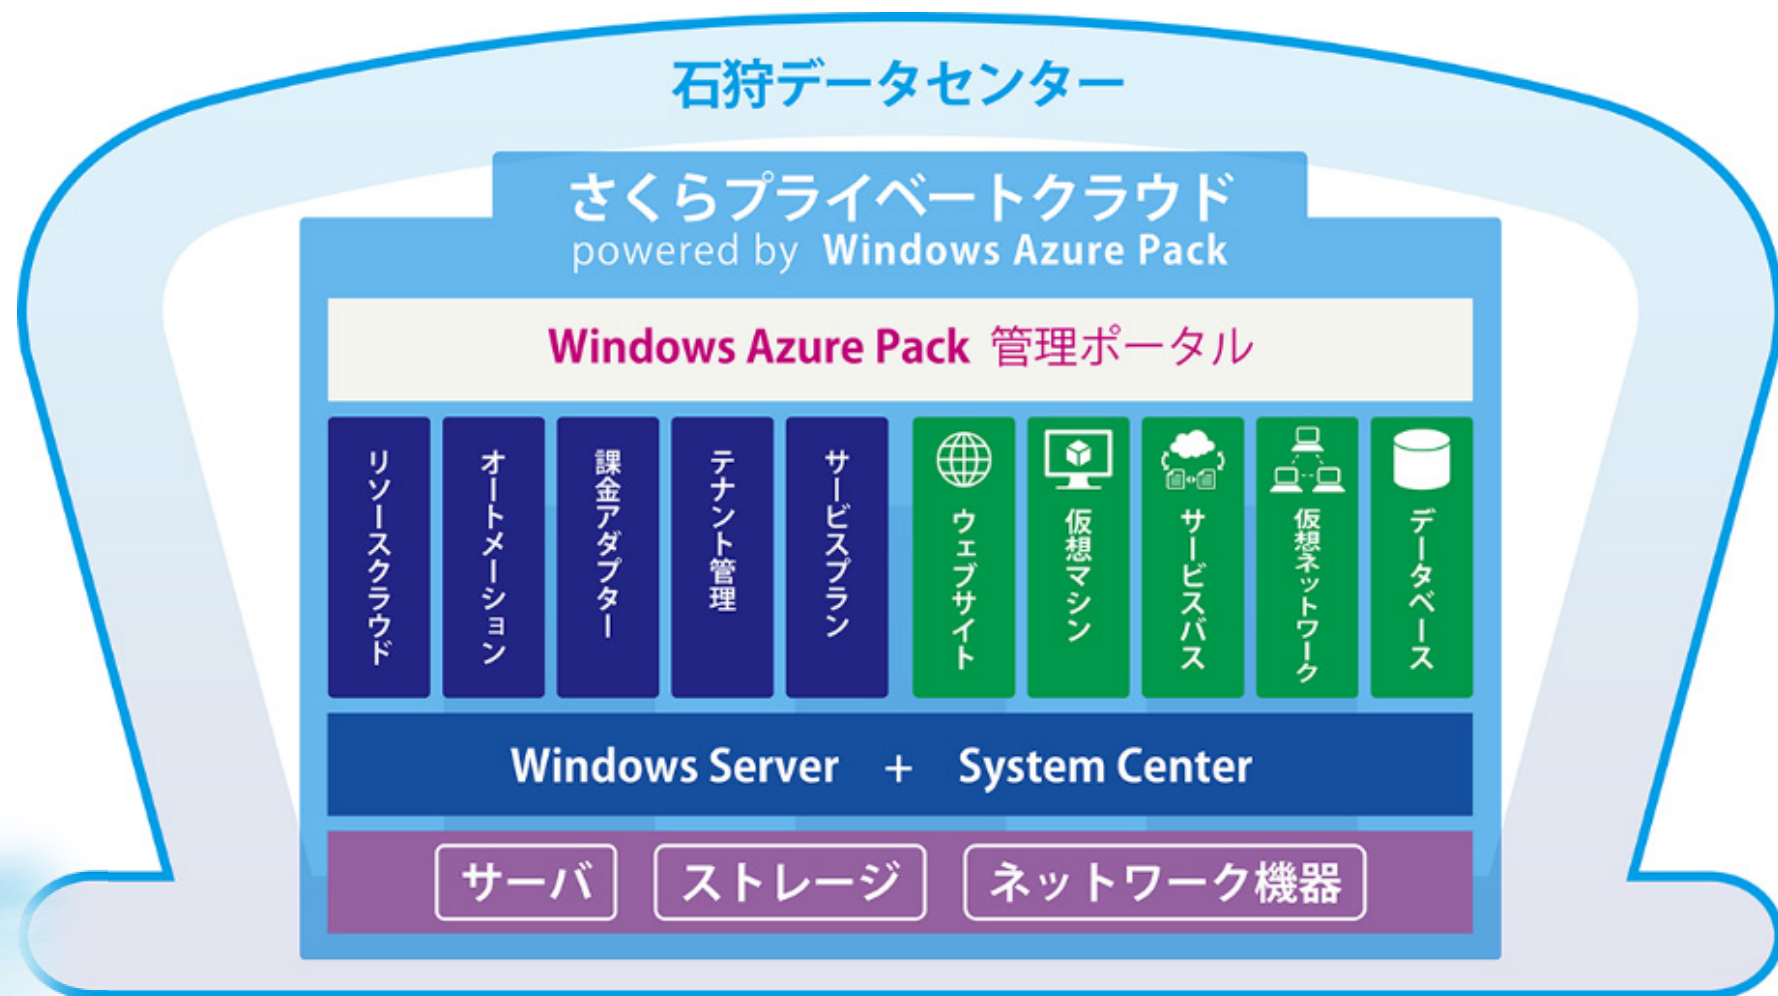 石狩データセンター
さくらプライベートクラウド
powered by Windows Azure Pack
Windows Azure Pack 管理ポータル
リソースクラウド
オートメーション
課金アダプター
テナント管理
サービスプラン
ウェブサイト
仮想マシン
サービスバス
仮想ネットワーク
データベース
Windows Server + System Center
サーバ ストレージ ネットワーク機器